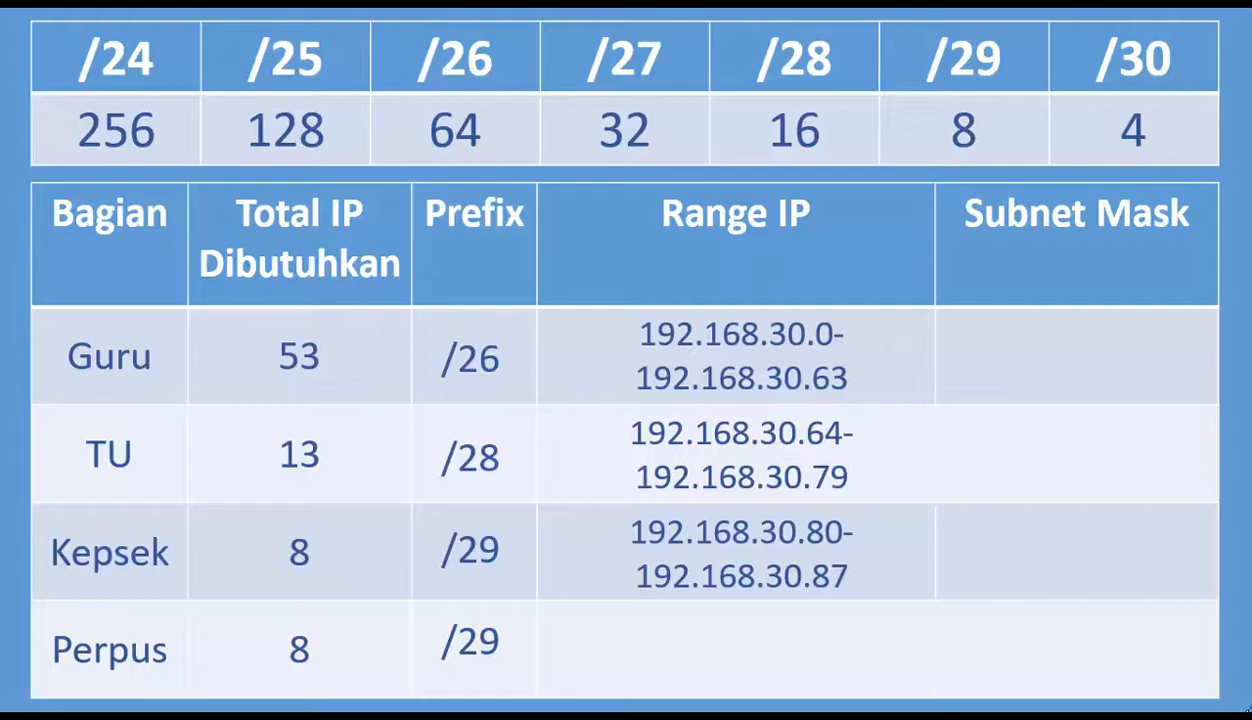 /24 /25 /26 /27 /28 /29 /30
256 128 64 32 16 8 4
Bagian Total IP Dibutuhkan Prefix Range IP Subnet Mask
Guru 53 /26 192.168.30.0-
192.168.30.63
TU 13 /28 192.168.30.64-
192.168.30.79
Kepsek 8 /29 192.168.30.80-
192.168.30.87
Perpus 8 /29